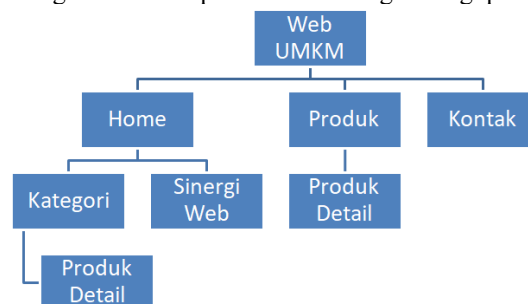 Web
UMKM
Home
Produk
Kontak
Kategori
Sinergi
Web
Produk
Detail
Produk
Detail